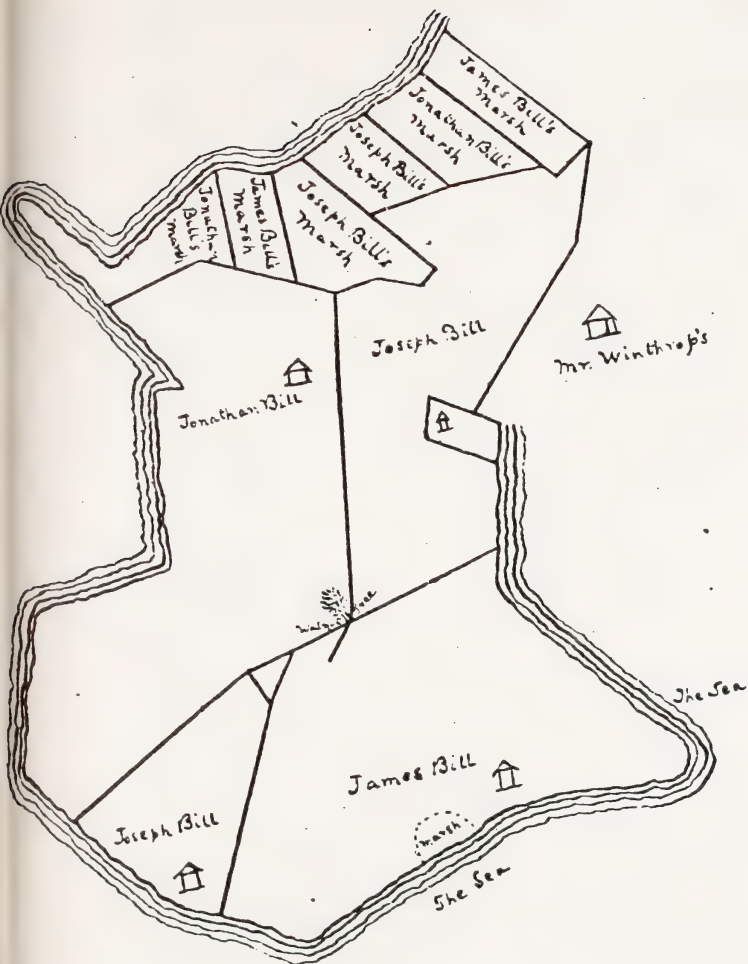 James Bill's
Marsh
Jonathan Bill's
Marsh
Joseph Bill's
Marsh
Joseph Bill's
Marsh
James Bill's
Marsh
Jonathan
Bill's
Marsh
Joseph Bill
Mr. Winthrop's
Jonathan Bill
The Sea
James Bill
Joseph Bill
Marsh
The Sea